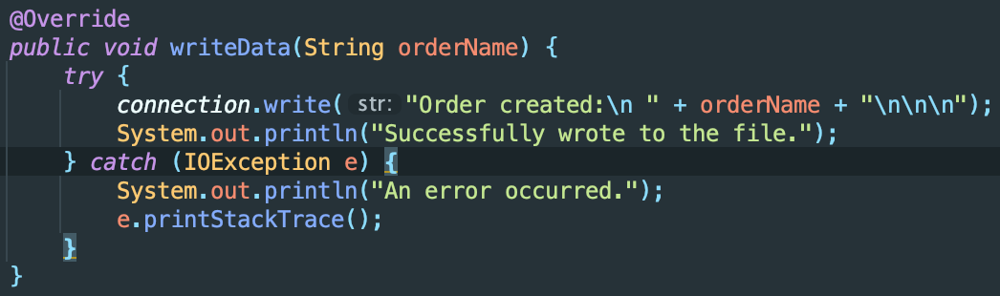 @Override
public void writeData(String orderName) {
    try {
        connection.write( str: "Order created:\n " + orderName + "\n\n\n");
        System.out.println("Successfully wrote to the file.");
    } catch (IOException e) {
        System.out.println("An error occurred.");
        e.printStackTrace();
    }
}